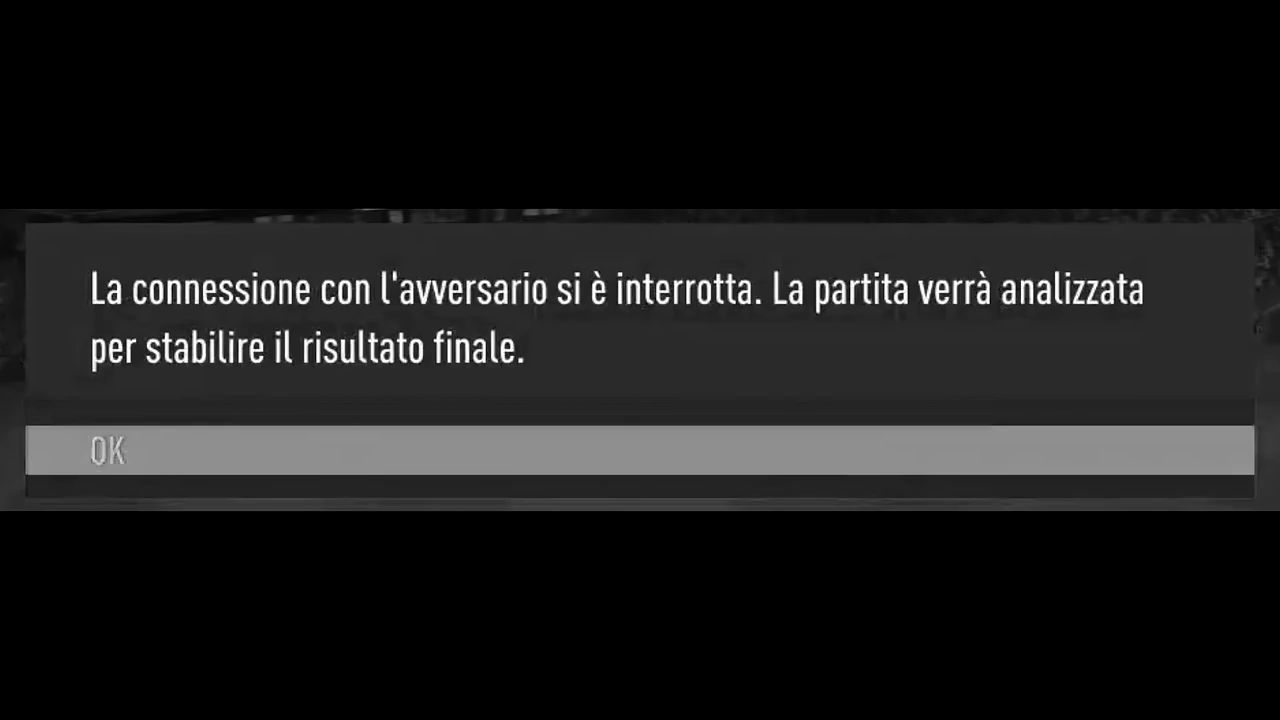 La connessione con l'avversario si è interrotta. La partita verrà analizzata
per stabilire il risultato finale.
OK